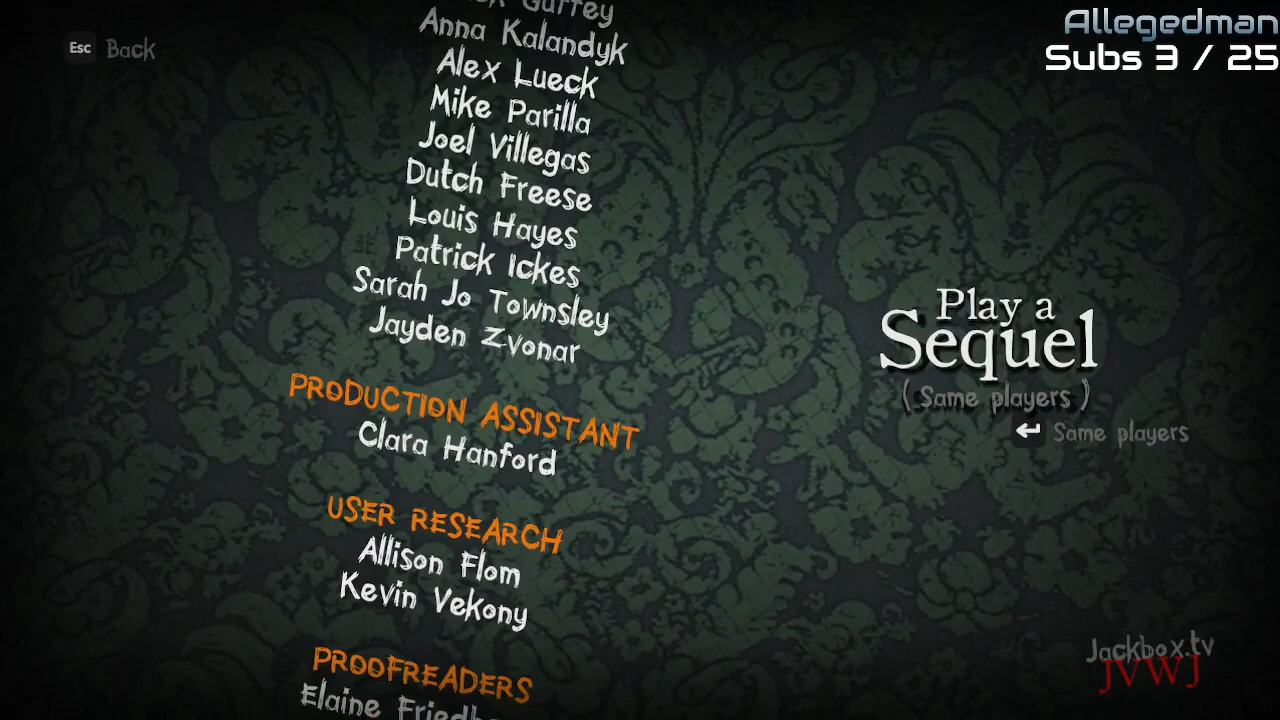 Guffey
Anna Kalandyk
Alex Lueck
Mike Parilla
Joel Villegas
Dutch Freese
Louis Hayes
Patrick Ickes
Sarah Jo Townsley
Jayden Zvonar
PRODUCTION ASSISTANT
Clara Hanford
USER RESEARCH
Allison Flom
Kevin Vekony
PROOFREADERS
Elaine
Esc Back
Allegedman
Subs 3 / 25
Play a
Sequel
( Same players )
Same players
Jackbox.tv
JVWJ